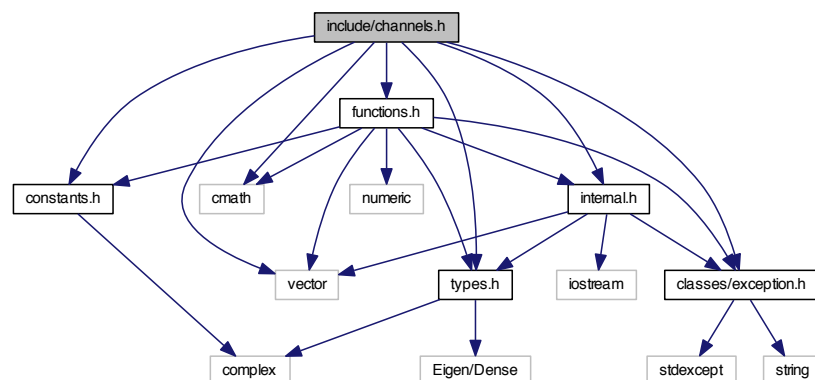 include/channels.h
functions.h
constants.h
cmath
numeric
internal.h
vector
types.h
iostream
classes/exception.h
complex
Eigen/Dense
stdexcept
string